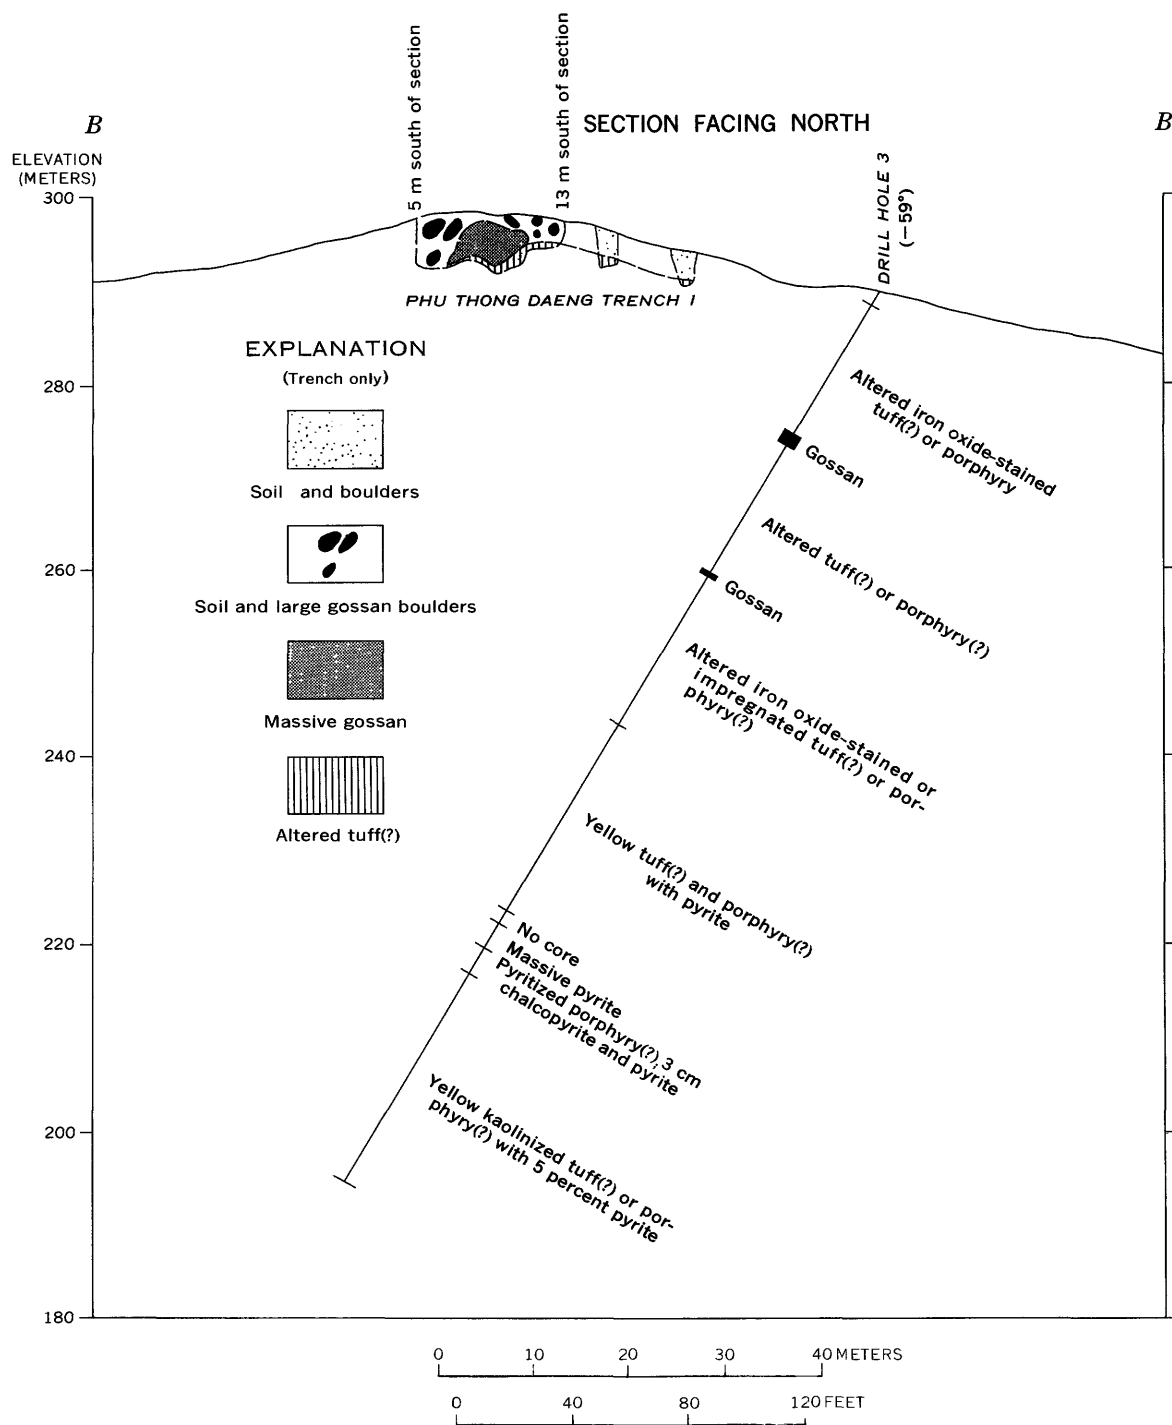 5 m south of section
13 m south of section
B
SECTION FACING NORTH
B
ELEVATION
(METERS)
DRILL HOLE 3
(—59°)
300
280
260
240
220
200
180
PHU THONG DAENG TRENCH I
EXPLANATION
(Trench only)
Soil and boulders
Soil and large gossan boulders
Massive gossan
Altered tuff(?)
Altered iron oxide-stained
tuff(?) or porphyry
Gossan
Altered tuff(?) or porphyry(?)
Gossan
Altered iron oxide-stained or
impregnated tuff(?) or por-
phyry(?)
Yellow tuff(?) and porphyry(?)
with pyrite
No core
Massive pyrite
Pyritized porphyry(?), 3 cm
chalcopyrite and pyrite
Yellow kaolinized tuff(?) or por-
phyry(?) with 5 percent pyrite
0 10 20 30 40 METERS
0 40 80 120 FEET